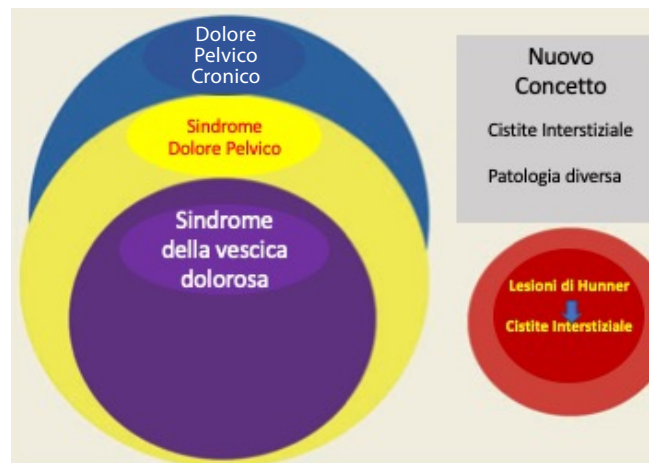 Dolore
Pelvico
Cronico
Sindrome
Dolore Pelvico
Sindrome
della vescica
dolorosa
Nuovo
Concetto
Cistite Interstiziale
Patologia diversa
Lesioni di Hunner
Cistite Interstiziale